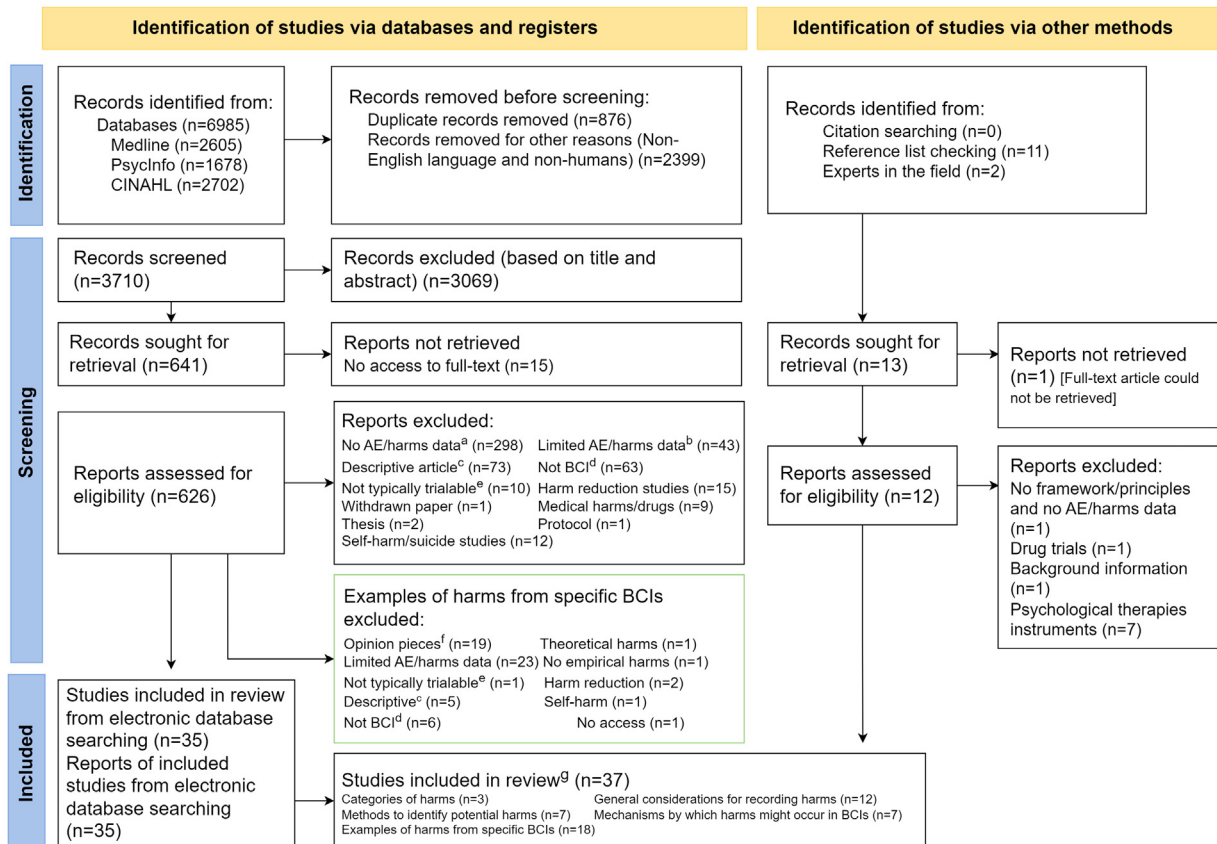 Identification of studies via databases and registers
Identification of studies via other methods
Identification
Records identified from:
Databases (n=6985)
Medline (n=2605)
PsycInfo (n=1678)
CINAHL (n=2702)
Records removed before screening:
Duplicate records removed (n=876)
Records removed for other reasons (Non-
English language and non-humans) (n=2399)
Records identified from:
Citation searching (n=0)
Reference list checking (n=11)
Experts in the field (n=2)
Screening
Records screened
(n=3710)
Records excluded (based on title and
abstract) (n=3069)
Records sought for
retrieval (n=641)
Reports not retrieved
No access to full-text (n=15)
Records sought for
retrieval (n=13)
Reports not retrieved
(n=1) [Full-text article could
not be retrieved]
Reports assessed for
eligibility (n=626)
Reports excluded:
No AE/harms dataᵃ (n=298) Limited AE/harms dataᵇ (n=43)
Descriptive articleᶜ (n=73) Not BCIᵈ (n=63)
Not typically trialableᵉ (n=10) Harm reduction studies (n=15)
Withdrawn paper (n=1) Medical harms/drugs (n=9)
Thesis (n=2) Protocol (n=1)
Self-harm/suicide studies (n=12)
Reports assessed
for eligibility (n=12)
Reports excluded:
No framework/principles
and no AE/harms data
(n=1)
Drug trials (n=1)
Background information
(n=1)
Psychological therapies
instruments (n=7)
Examples of harms from specific BCIs
excluded:
Opinion piecesᶠ (n=19) Theoretical harms (n=1)
Limited AE/harms data (n=23) No empirical harms (n=1)
Not typically trialableᵉ (n=1) Harm reduction (n=2)
Descriptiveᶜ (n=5) Self-harm (n=1)
Not BCIᵈ (n=6) No access (n=1)
Included
Studies included in review
from electronic database
searching (n=35)
Reports of included
studies from electronic
database searching
(n=35)
Studies included in reviewᵍ (n=37)
Categories of harms (n=3) General considerations for recording harms (n=12)
Methods to identify potential harms (n=7) Mechanisms by which harms might occur in BCIs (n=7)
Examples of harms from specific BCIs (n=18)